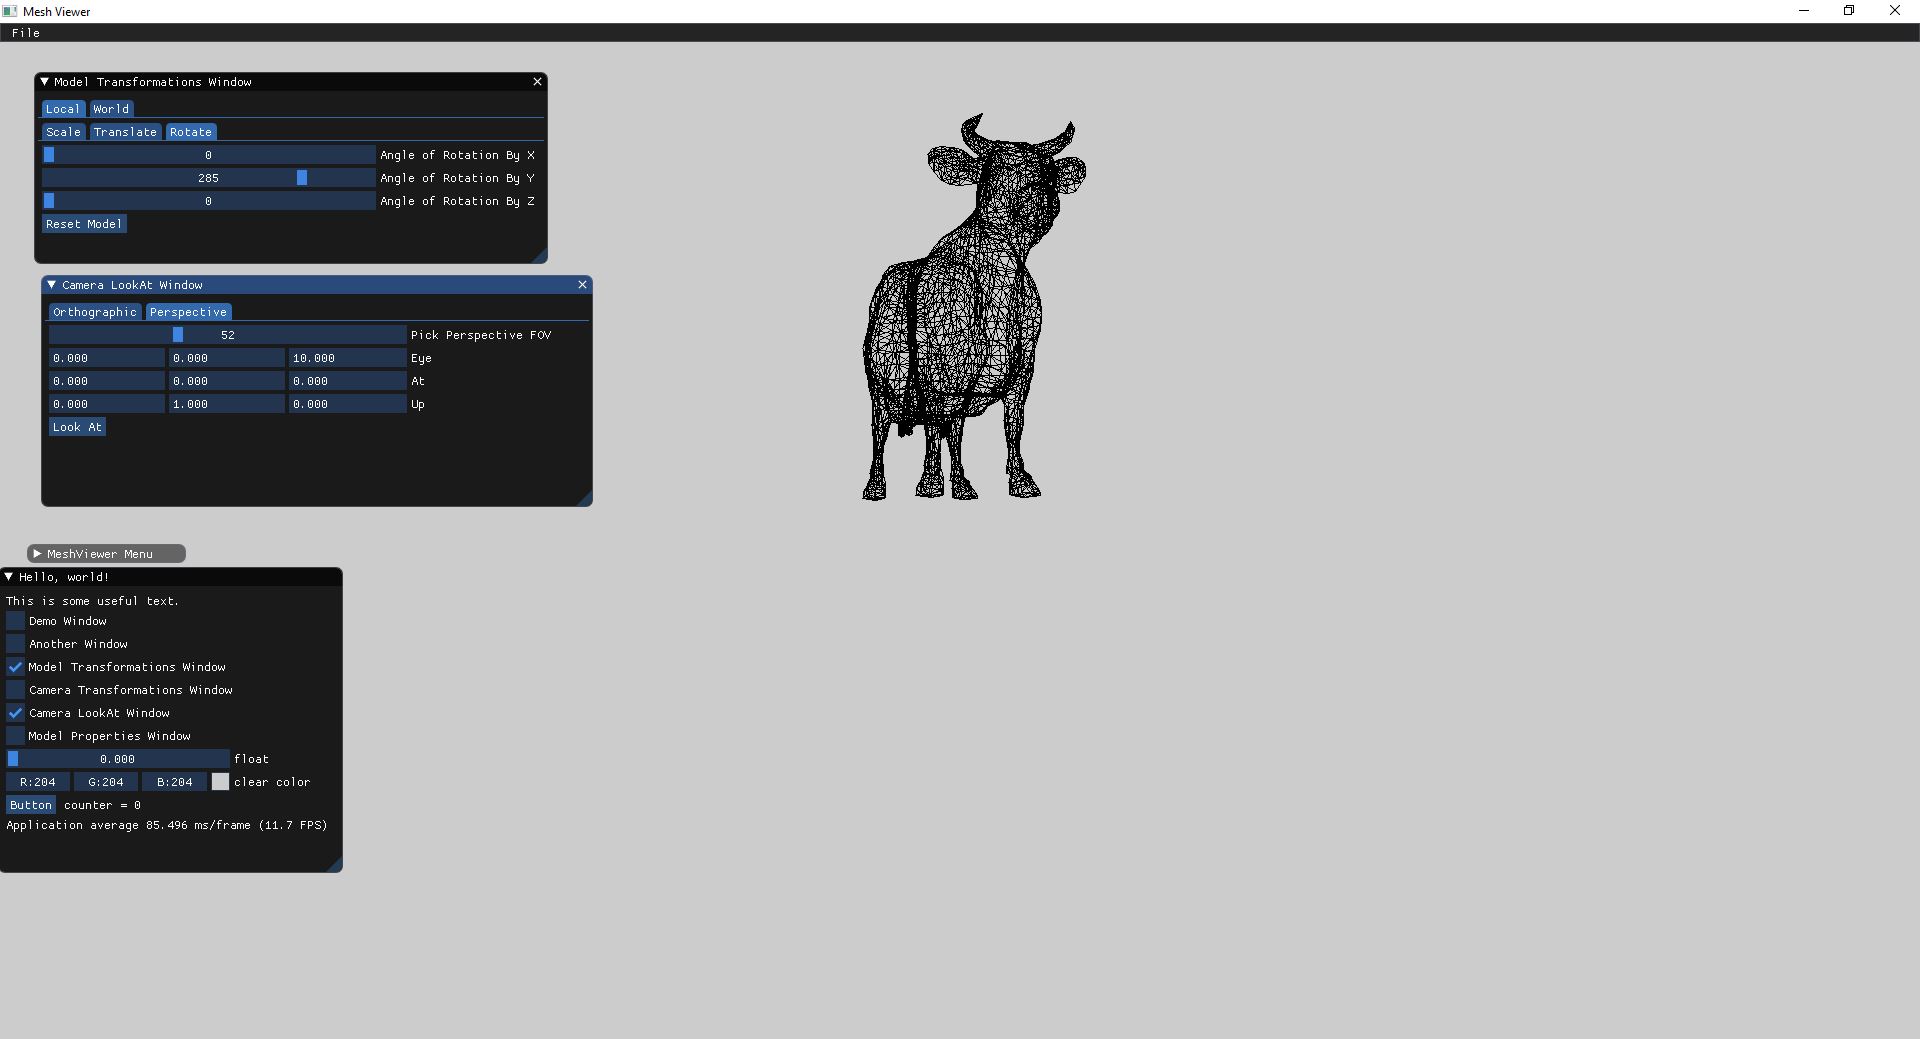 Mesh Viewer
File
Model Transformations Window
Local World
Scale Translate Rotate
0 Angle of Rotation By X
285 Angle of Rotation By Y
0 Angle of Rotation By Z
Reset Model
Camera LookAt Window
Orthographic Perspective
52 Pick Perspective FOV
0.000 0.000 10.000 Eye
0.000 0.000 0.000 At
0.000 1.000 0.000 Up
Look At
MeshViewer Menu
Hello, world!
This is some useful text.
Demo Window
Another Window
Model Transformations Window
Camera Transformations Window
Camera LookAt Window
Model Properties Window
0.000 float
R:204 G:204 B:204 clear color
Button counter = 0
Application average 85.496 ms/frame (11.7 FPS)